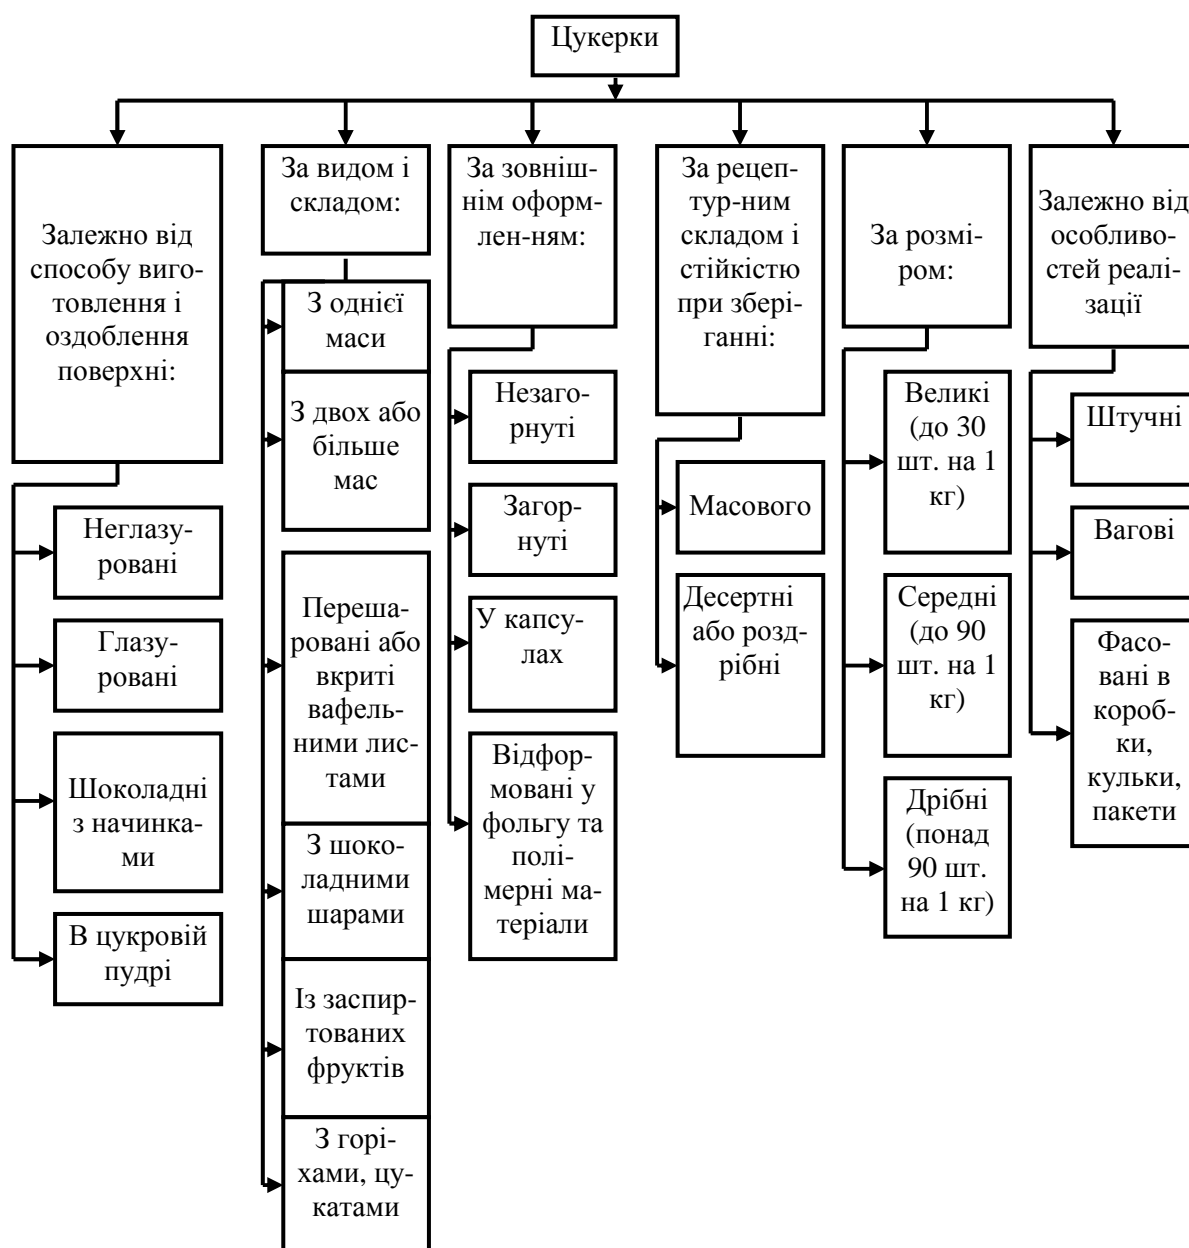 Цукерки
Залежно від
способу виго-
товлення і
оздоблення
поверхні:
Неглазу-
ровані
Глазу-
ровані
Шоколадні
з начинка-
ми
В цукровій
пудрі
За видом і
складом:
З однієї
маси
З двох або
більше
мас
Переша-
ровані або
вкриті
вафель-
ними лис-
тами
З шоко-
ладними
шарами
Із заспир-
тованих
фруктів
З горі-
хами, цу-
катами
За зовніш-
нім оформ-
лен-ням:
Незаго-
рнуті
Загор-
нуті
У капсу-
лах
Відфор-
мовані у
фольгу та
полі-
мерні ма-
теріали
За рецеп-
тур-ним
складом і
стійкістю
при збері-
ганні:
Масового
Десертні
або розд-
рібні
За розмі-
ром:
Великі
(до 30
шт. на 1
кг)
Середні
(до 90
шт. на 1
кг)
Дрібні
(понад
90 шт.
на 1 кг)
Залежно від
особливо-
стей реалі-
зації
Штучні
Вагові
Фасо-
вані в
короб-
ки,
кульки,
пакети